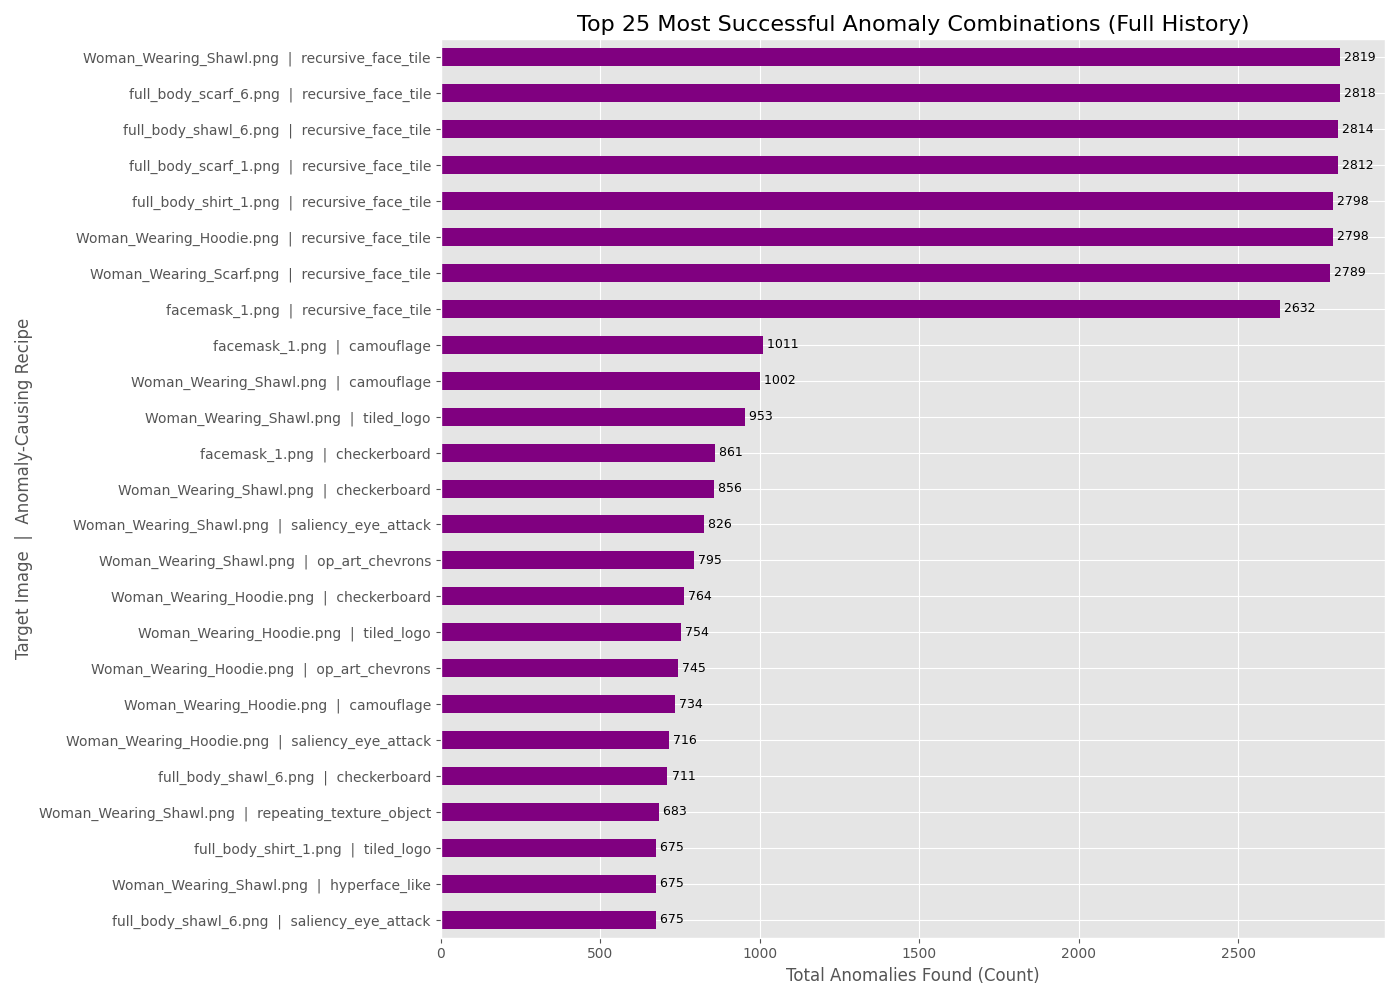 Top 25 Most Successful Anomaly Combinations (Full History)
Target Image | Anomaly-Causing Recipe
Woman_Wearing_Shawl.png | recursive_face_tile 2819
full_body_scarf_6.png | recursive_face_tile 2818
full_body_shawl_6.png | recursive_face_tile 2814
full_body_scarf_1.png | recursive_face_tile 2812
full_body_shirt_1.png | recursive_face_tile 2798
Woman_Wearing_Hoodie.png | recursive_face_tile 2798
Woman_Wearing_Scarf.png | recursive_face_tile 2789
facemask_1.png | recursive_face_tile 2632
facemask_1.png | camouflage 1011
Woman_Wearing_Shawl.png | camouflage 1002
Woman_Wearing_Shawl.png | tiled_logo 953
facemask_1.png | checkerboard 861
Woman_Wearing_Shawl.png | checkerboard 856
Woman_Wearing_Shawl.png | saliency_eye_attack 826
Woman_Wearing_Shawl.png | op_art_chevrons 795
Woman_Wearing_Hoodie.png | checkerboard 764
Woman_Wearing_Hoodie.png | tiled_logo 754
Woman_Wearing_Hoodie.png | op_art_chevrons 745
Woman_Wearing_Hoodie.png | camouflage 734
Woman_Wearing_Hoodie.png | saliency_eye_attack 716
full_body_shawl_6.png | checkerboard 711
Woman_Wearing_Shawl.png | repeating_texture_object 683
full_body_shirt_1.png | tiled_logo 675
Woman_Wearing_Shawl.png | hyperface_like 675
full_body_shawl_6.png | saliency_eye_attack 675
0 500 1000 1500 2000 2500
Total Anomalies Found (Count)